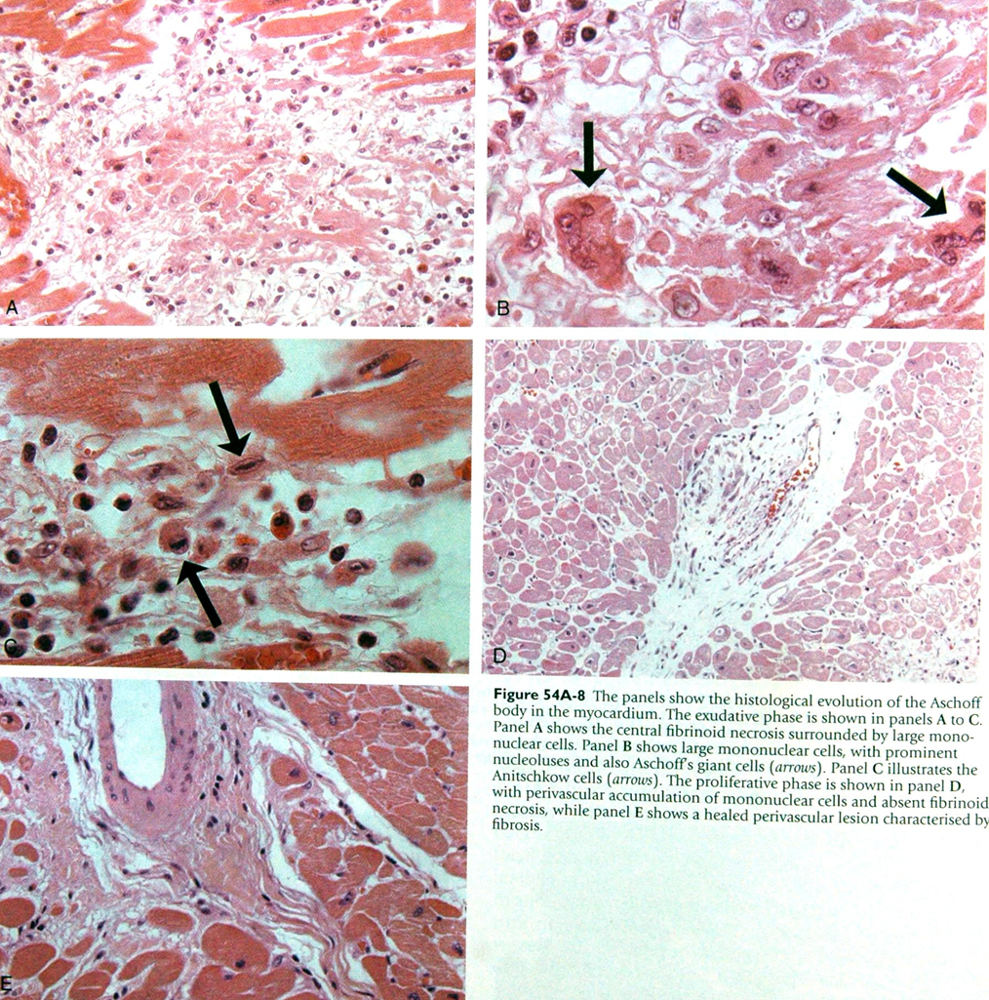 A
B
C
D
E
Figure 54A-8 The panels show the histological evolution of the Aschoff
body in the myocardium. The exudative phase is shown in panels A to C.
Panel A shows the central fibrinoid necrosis surrounded by large mono-
nuclear cells. Panel B shows large mononuclear cells, with prominent
nucleoluses and also Aschoff's giant cells (arrows). Panel C illustrates the
Anitschkow cells (arrows). The proliferative phase is shown in panel D,
with perivascular accumulation of mononuclear cells and absent fibrinoid
necrosis, while panel E shows a healed perivascular lesion characterised by
fibrosis.